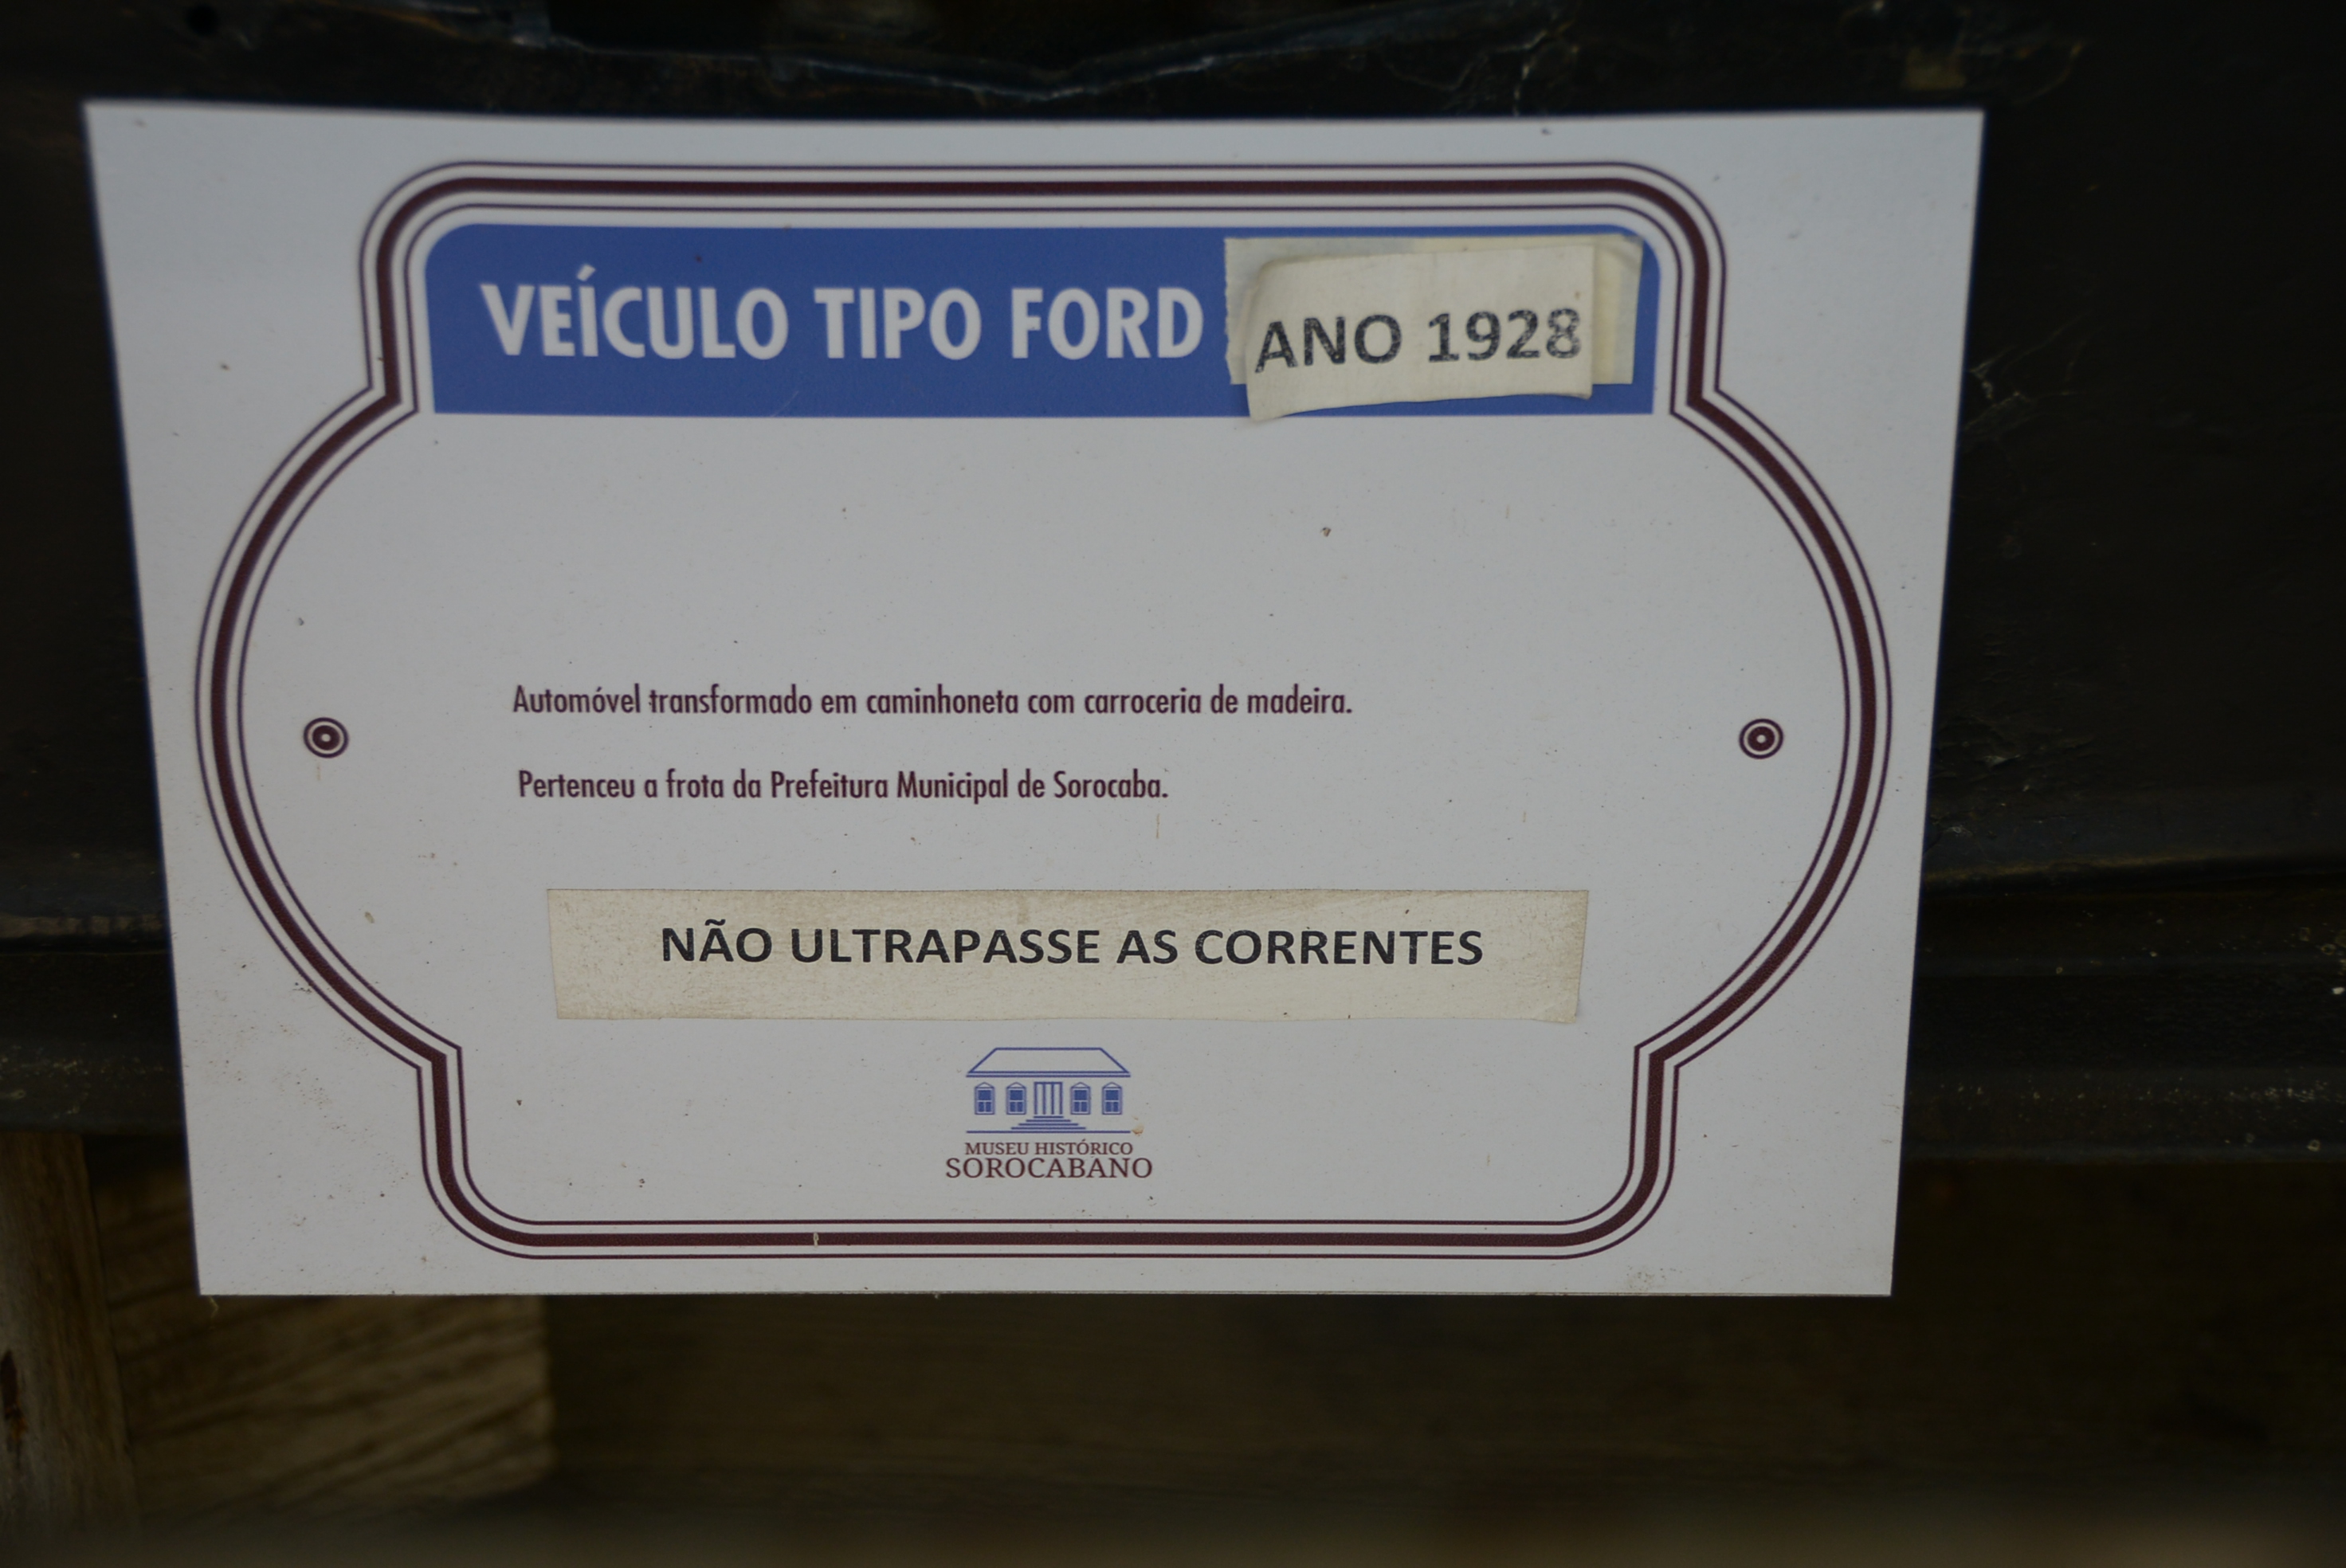 VEÍCULO TIPO FORD ANO 1928
Automóvel transformado em caminhoneta com carroceria de madeira.
Pertenceu a frota da Prefeitura Municipal de Sorocaba.
NÃO ULTRAPASSE AS CORRENTES
MUSEU HISTÓRICO
SOROCABANO